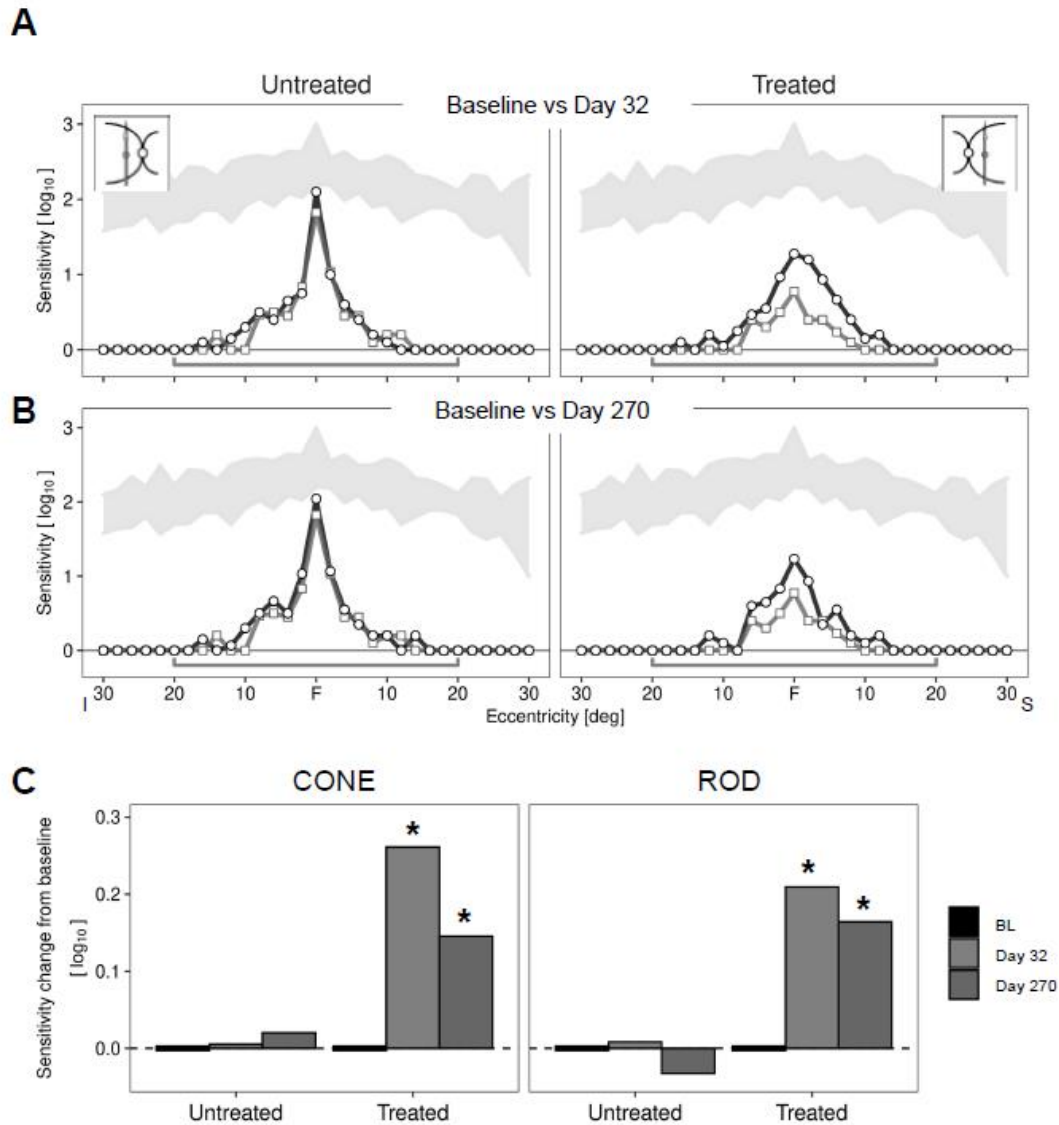 A
Untreated
Treated
Baseline vs Day 32
3
2
1
0
Sensitivity [ log10 ]
B
Baseline vs Day 270
3
2
1
0
Sensitivity [ log10 ]
30 20 10 F 10 20 30
30 20 10 F 10 20 30
I
S
Eccentricity [deg]
C
CONE
ROD
Sensitivity change from baseline
[ log10 ]
0.3
0.2
0.1
0.0
* *
* *
Untreated Treated
Untreated Treated
BL
Day 32
Day 270